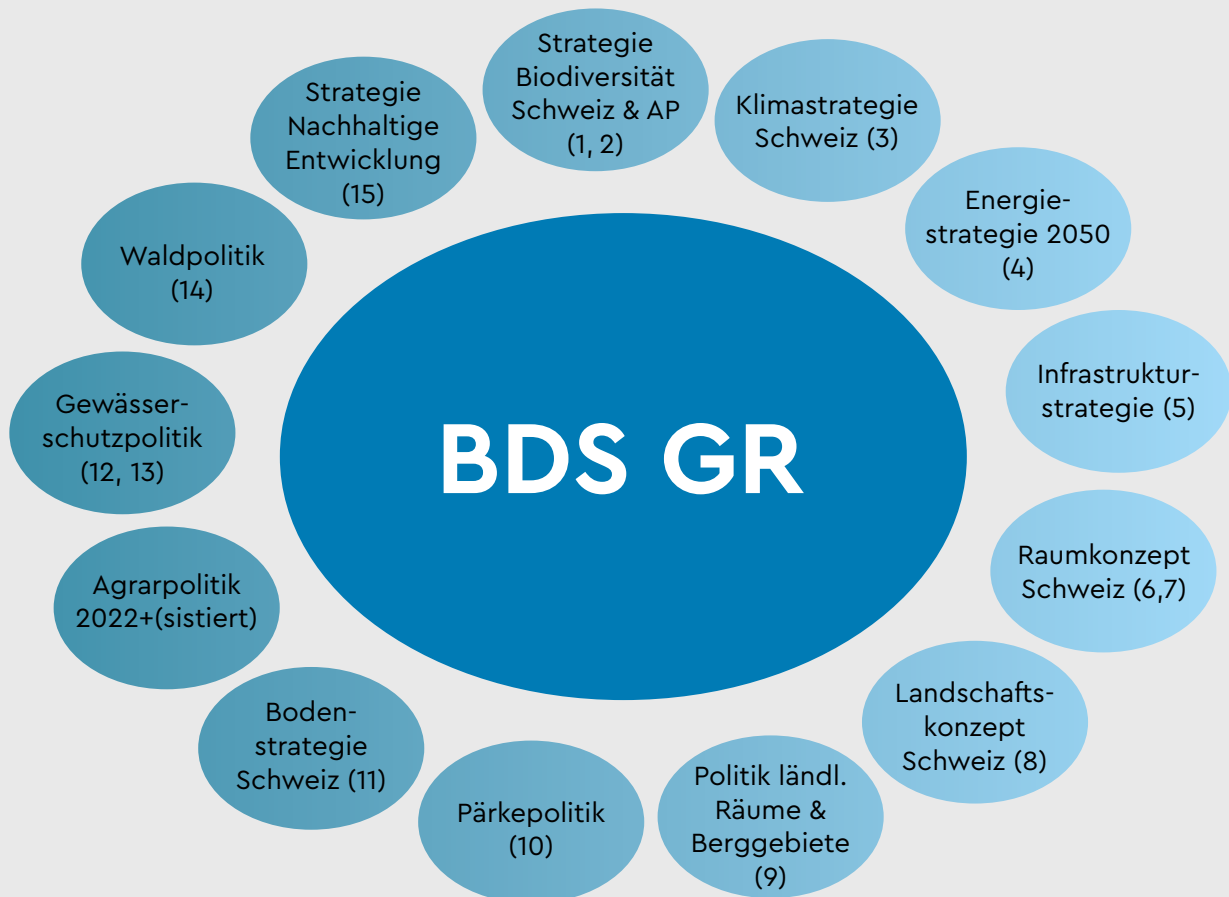 Strategie
Biodiversität
Schweiz & AP
(1, 2)
Klimastrategie
Schweiz (3)
Energie-
strategie 2050
(4)
Infrastruktur-
strategie (5)
Raumkonzept
Schweiz (6,7)
Landschafts-
konzept
Schweiz (8)
Politik ländl.
Räume &
Berggebiete
(9)
Pärkepolitik
(10)
Boden-
strategie
Schweiz (11)
Agrarpolitik
2022+(sistiert)
Gewässer-
schutzpolitik
(12, 13)
Waldpolitik
(14)
Strategie
Nachhaltige
Entwicklung
(15)
BDS GR